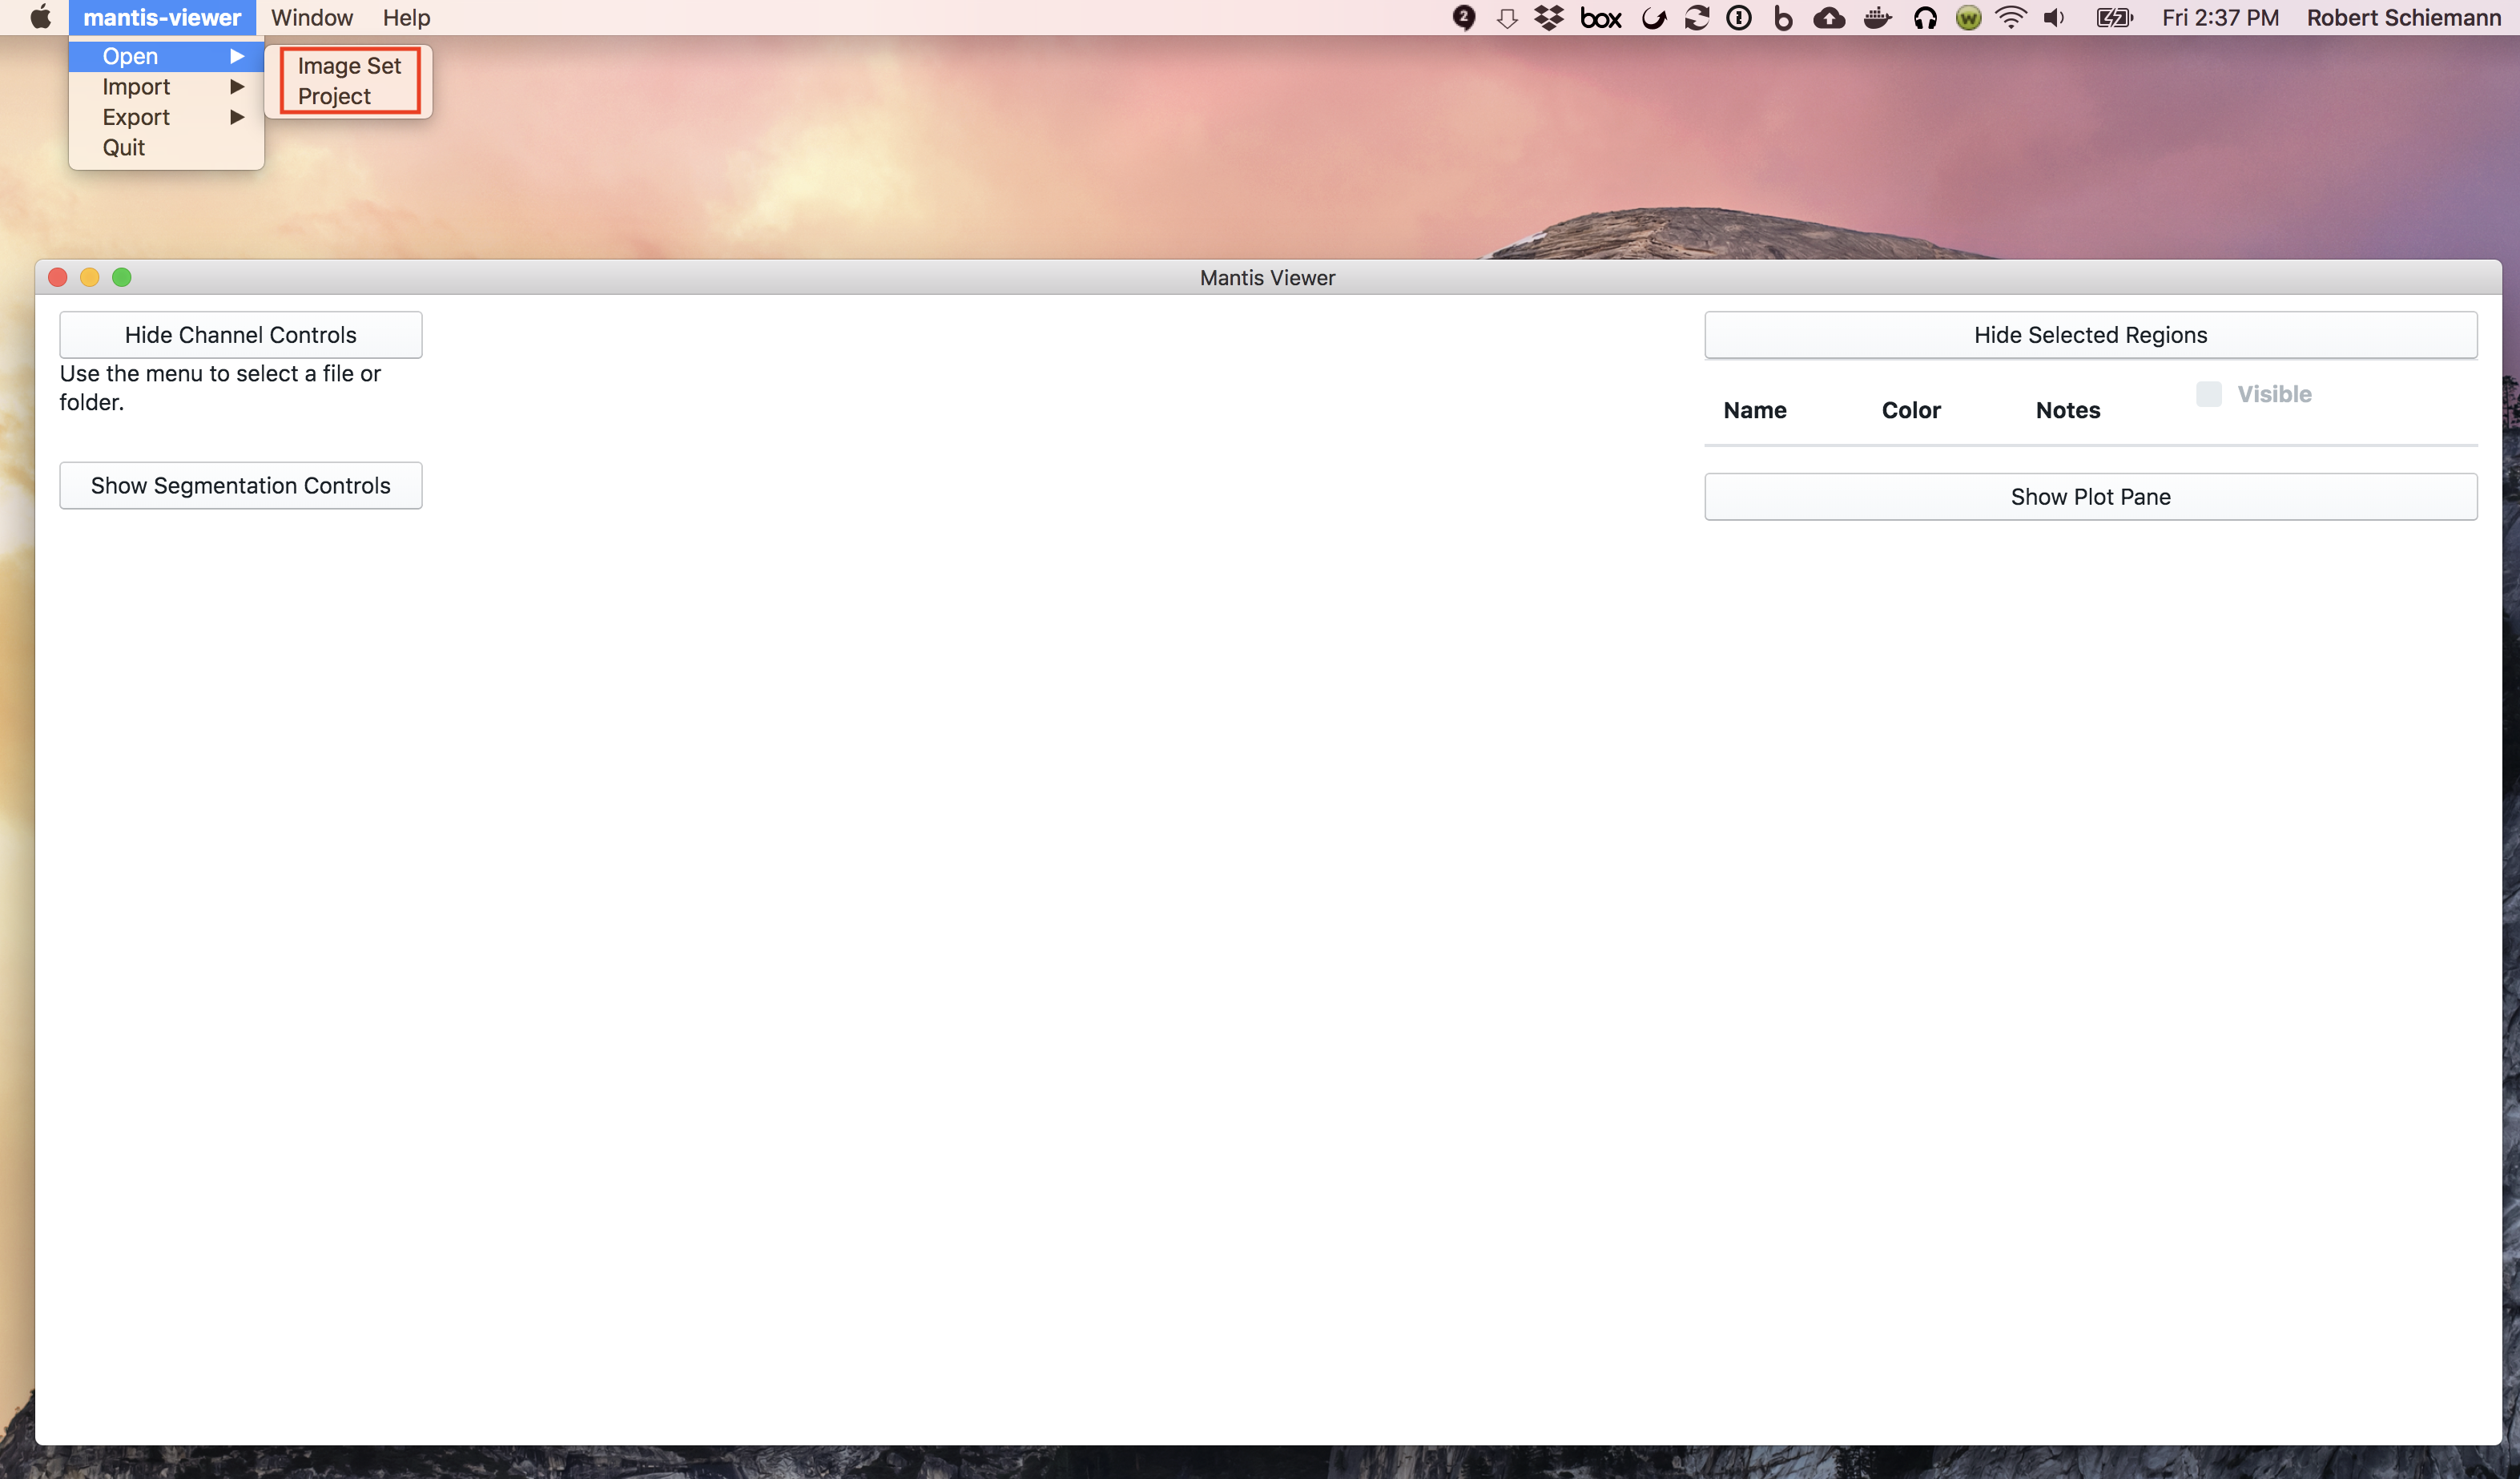 mantis-viewer Window Help 2 box b w Fri 2:37 PM Robert Schiemann
Open
Import
Export
Quit
Image Set
Project
Mantis Viewer
Hide Channel Controls
Use the menu to select a file or
folder.
Show Segmentation Controls
Hide Selected Regions
Name Color Notes Visible
Show Plot Pane